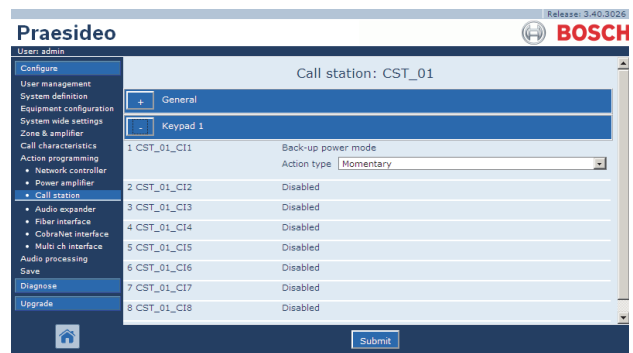 Release: 3.40.3026
Praesideo
BOSCH
User: admin
Configure
User management
System definition
Equipment configuration
System wide settings
Zone & amplifier
Call characteristics
Action programming
• Network controller
• Power amplifier
• Call station
• Audio expander
• Fiber interface
• CobraNet interface
• Multi ch interface
Audio processing
Save
Diagnose
Upgrade
Call station: CST_01
+ General
- Keypad 1
1 CST_01_CI1 Back-up power mode
Action type Momentary
2 CST_01_CI2 Disabled
3 CST_01_CI3 Disabled
4 CST_01_CI4 Disabled
5 CST_01_CI5 Disabled
6 CST_01_CI6 Disabled
7 CST_01_CI7 Disabled
8 CST_01_CI8 Disabled
Submit